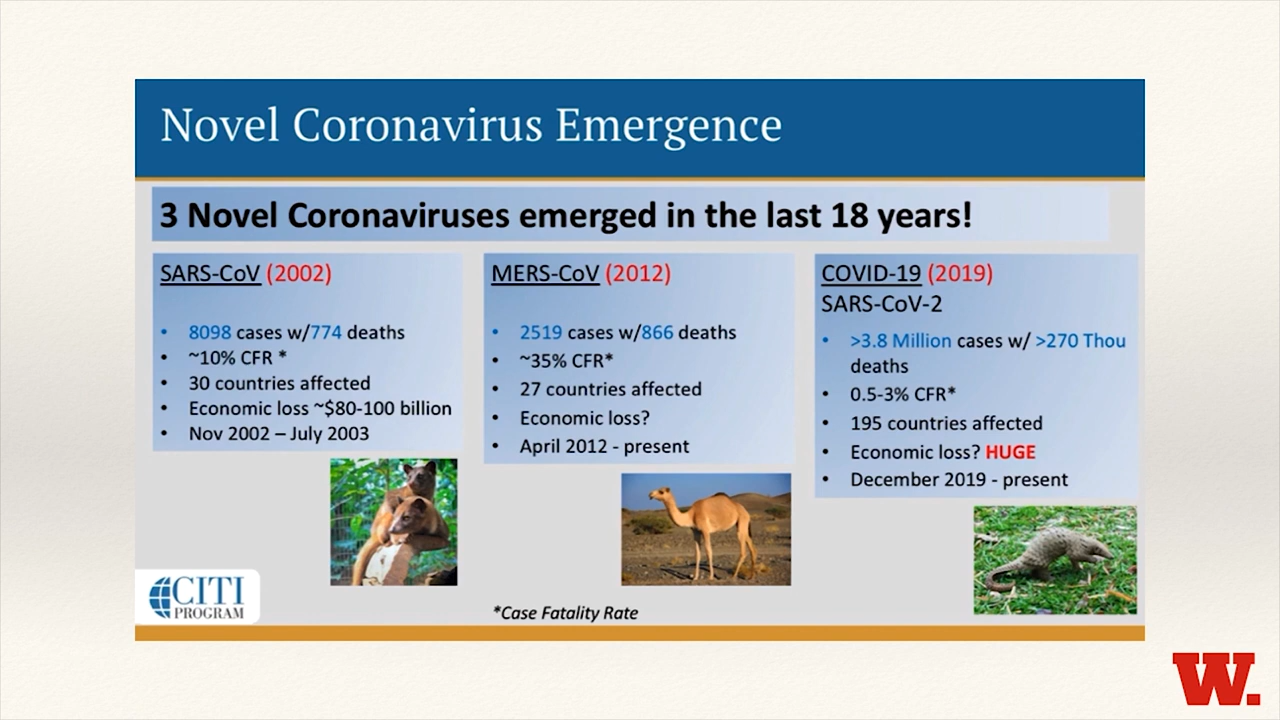 Novel Coronavirus Emergence
3 Novel Coronaviruses emerged in the last 18 years!
SARS-CoV (2002)
• 8098 cases w/774 deaths
• ~10% CFR *
• 30 countries affected
• Economic loss ~$80-100 billion
• Nov 2002 – July 2003
MERS-CoV (2012)
• 2519 cases w/866 deaths
• ~35% CFR*
• 27 countries affected
• Economic loss?
• April 2012 - present
COVID-19 (2019)
SARS-CoV-2
• >3.8 Million cases w/ >270 Thou
deaths
• 0.5-3% CFR*
• 195 countries affected
• Economic loss? HUGE
• December 2019 - present
CITI
PROGRAM
*Case Fatality Rate
W.